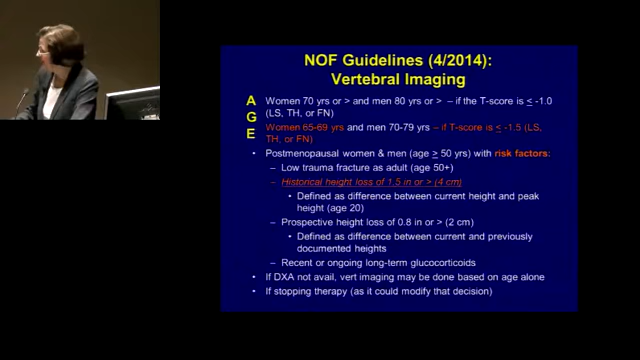 NOF Guidelines (4/2014):
Vertebral Imaging
A
G
E
Women 70 yrs or > and men 80 yrs or > – if the T-score is ≤ -1.0
(LS, TH, or FN)
Women 65-69 yrs and men 70-79 yrs – if T-score is ≤ -1.5 (LS,
TH, or FN)
• Postmenopausal women & men (age ≥ 50 yrs) with risk factors:
– Low trauma fracture as adult (age 50+)
– Historical height loss of 1.5 in or > (4 cm)
• Defined as difference between current height and peak
height (age 20)
– Prospective height loss of 0.8 in or > (2 cm)
• Defined as difference between current and previously
documented heights
– Recent or ongoing long-term glucocorticoids
• If DXA not avail, vert imaging may be done based on age alone
• If stopping therapy (as it could modify that decision)